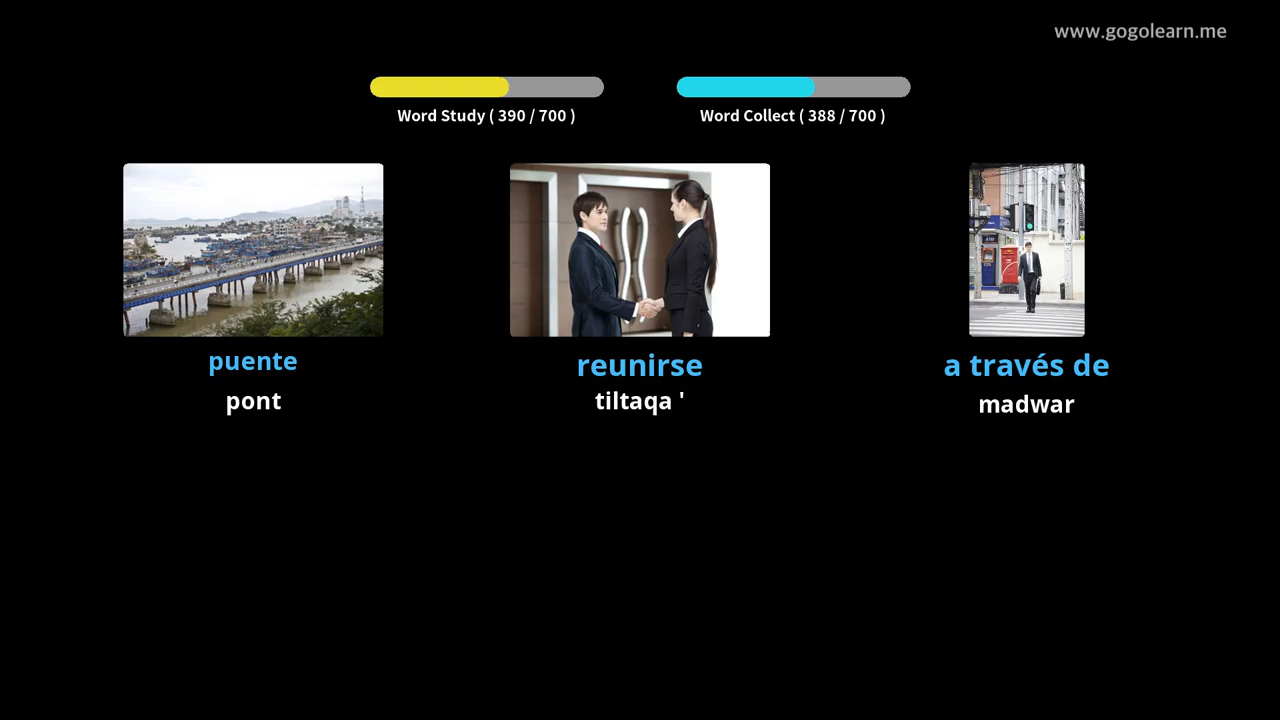 www.gogolearn.me
Word Study ( 390 / 700 )
Word Collect ( 388 / 700 )
puente
pont
reunirse
tiltaqa '
a través de
madwar